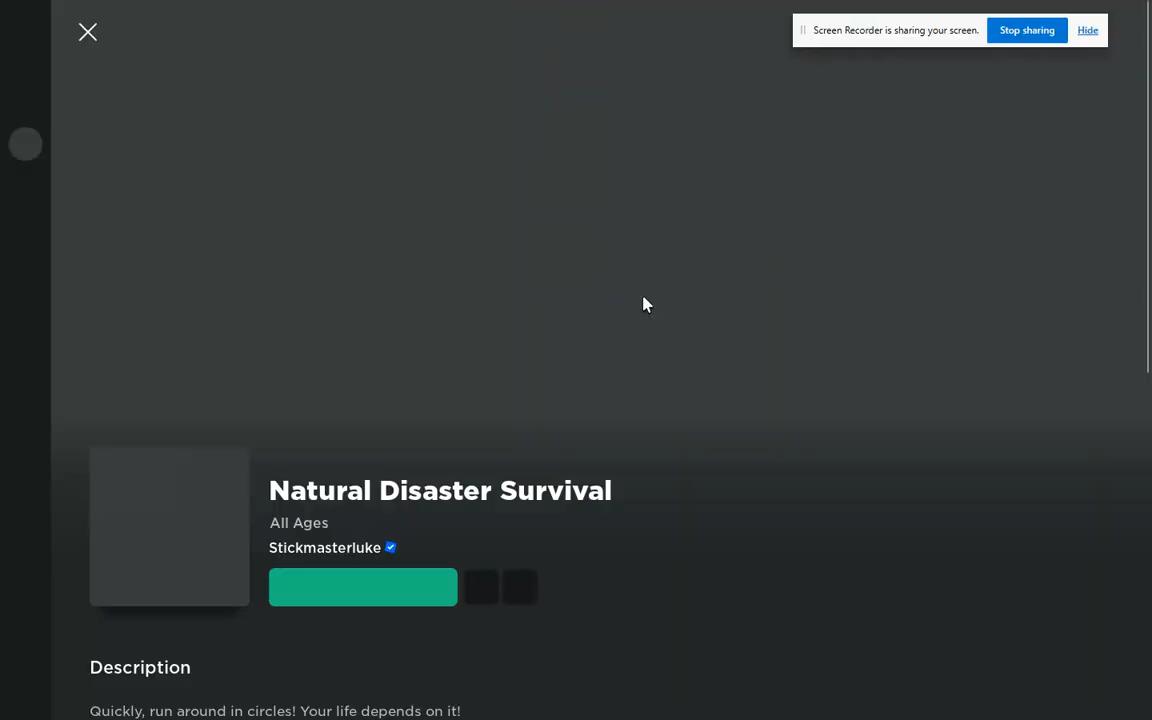 Screen Recorder is sharing your screen. Stop sharing Hide
Natural Disaster Survival
All Ages
Stickmasterluke
Description
Quickly, run around in circles! Your life depends on it!